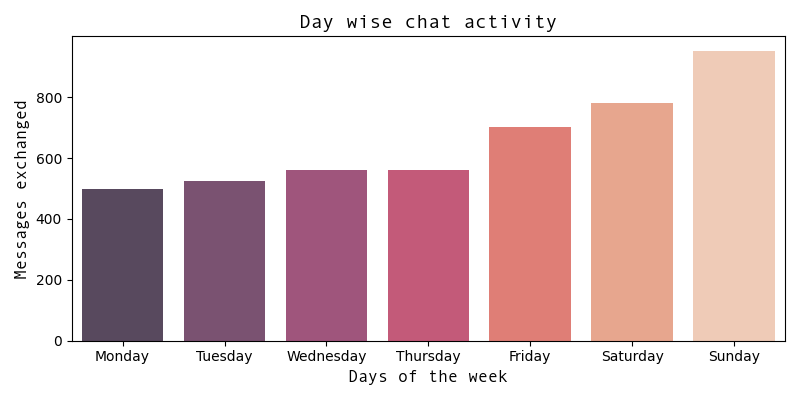 Day wise chat activity
Messages exchanged
800
600
400
200
0
Monday Tuesday Wednesday Thursday Friday Saturday Sunday
Days of the week